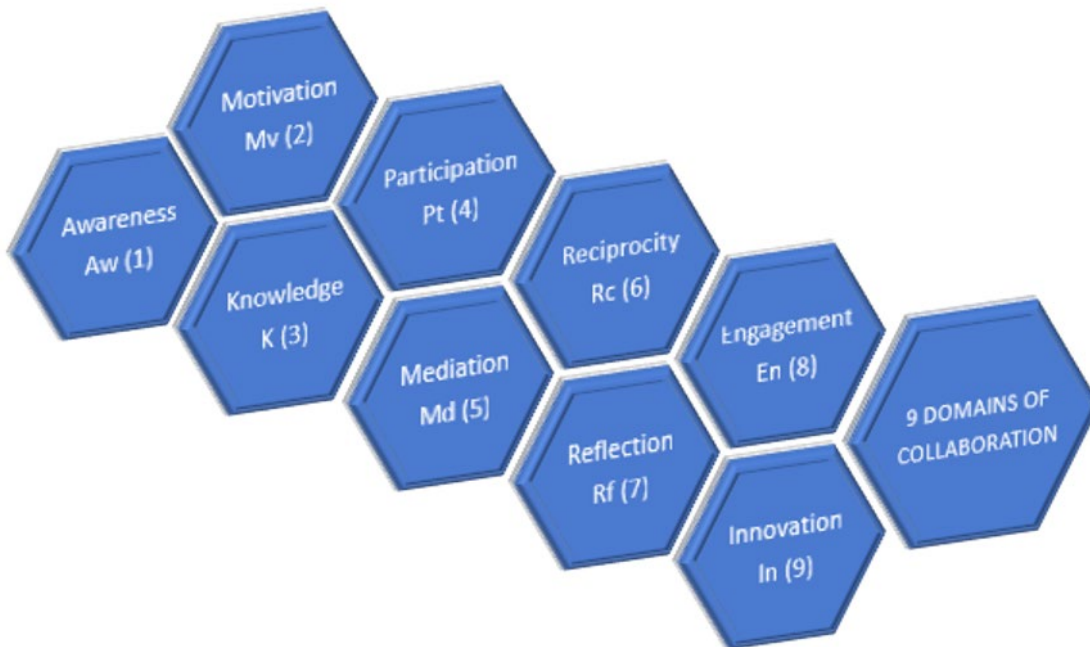 Awareness
Aw (1)
Motivation
Mv (2)
Knowledge
K (3)
Participation
Pt (4)
Mediation
Md (5)
Reciprocity
Rc (6)
Reflection
Rf (7)
Engagement
En (8)
Innovation
In (9)
9 DOMAINS OF
COLLABORATION